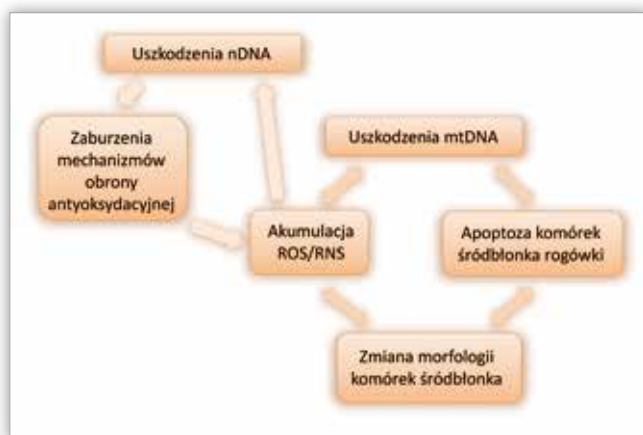 Uszkodzenia nDNA
Zaburzenia
mechanizmów
obrony
antyoksydacyjnej
Uszkodzenia mtDNA
Akumulacja
ROS/RNS
Apoptoza komórek
śródbłonka rogówki
Zmiana morfologii
komórek śródbłonka